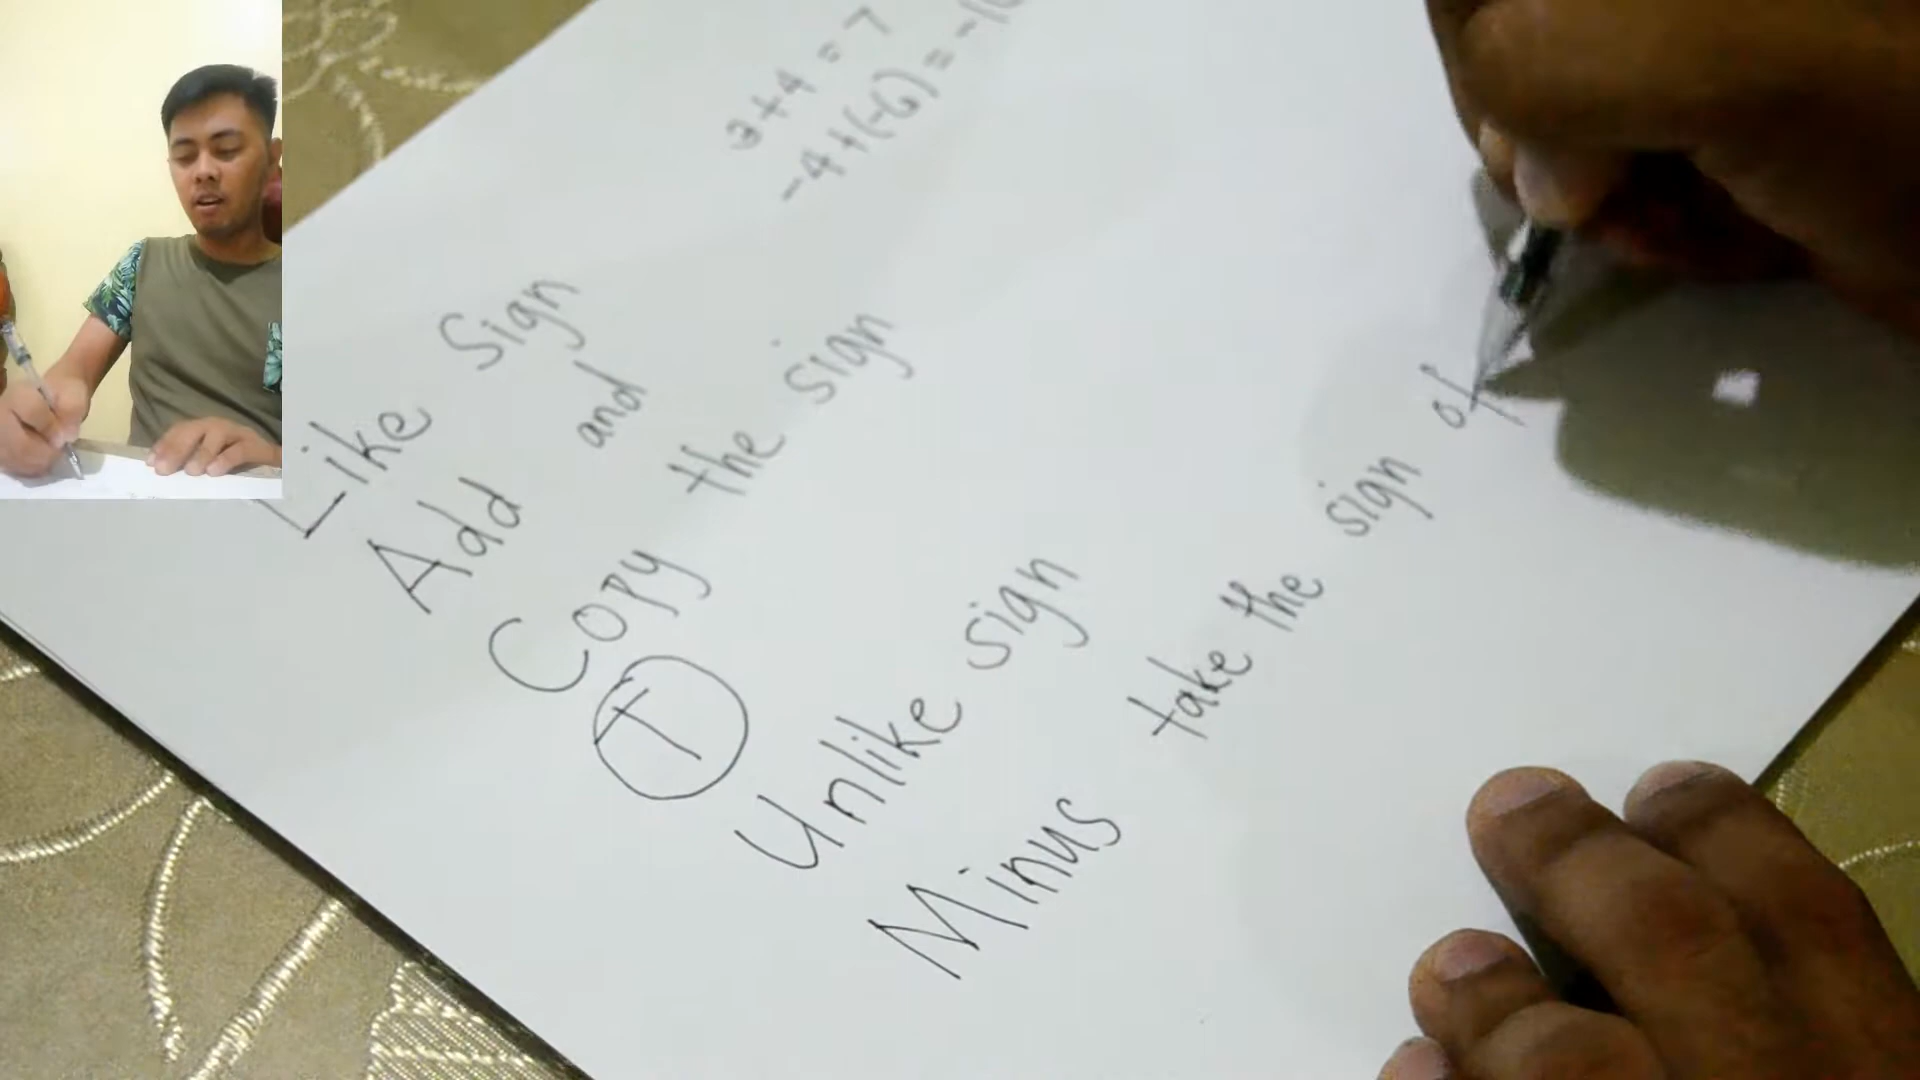 3+4 = 7
-4+(-6) = -1
Like Sign
Add and
Copy the sign
T
Unlike sign
Minus take the sign of